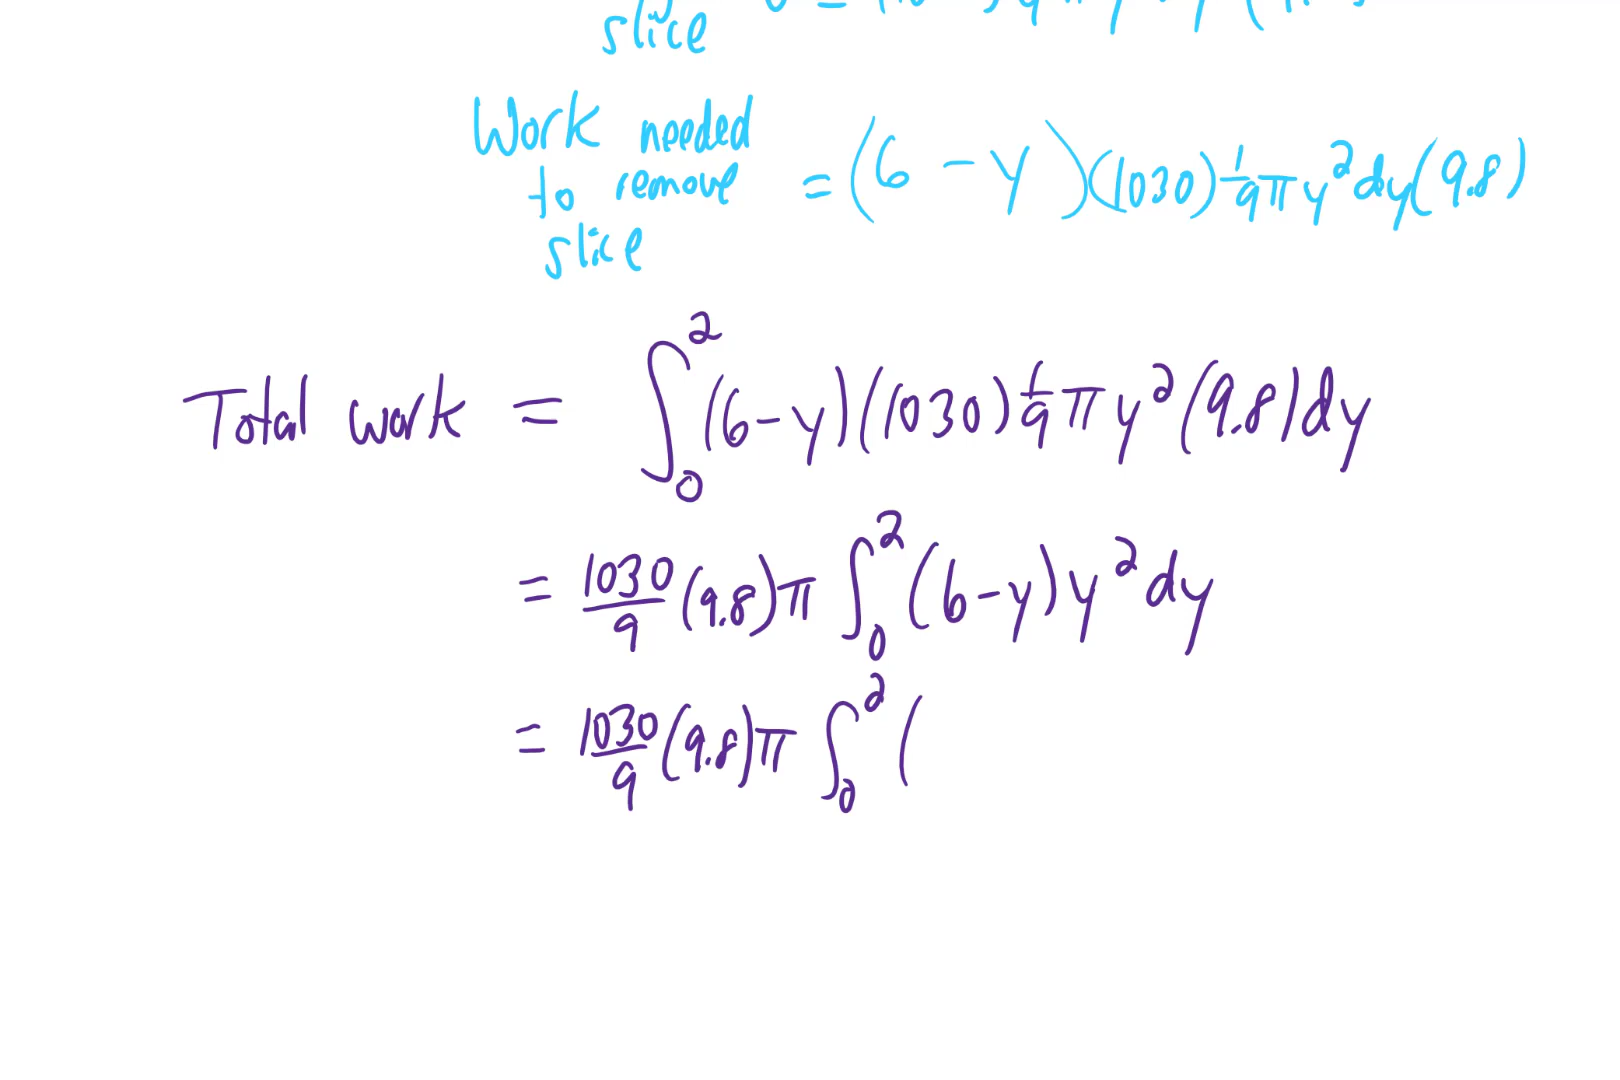 slice
Work needed
to remove = (6 - y)(1030) 1/9 π y² dy(9.8)
slice
Total work = ∫₀² (6-y)(1030) 1/9 π y² (9.8) dy
= 1030/9 (9.8)π ∫₀² (6-y)y² dy
= 1030/9 (9.8)π ∫₀² (